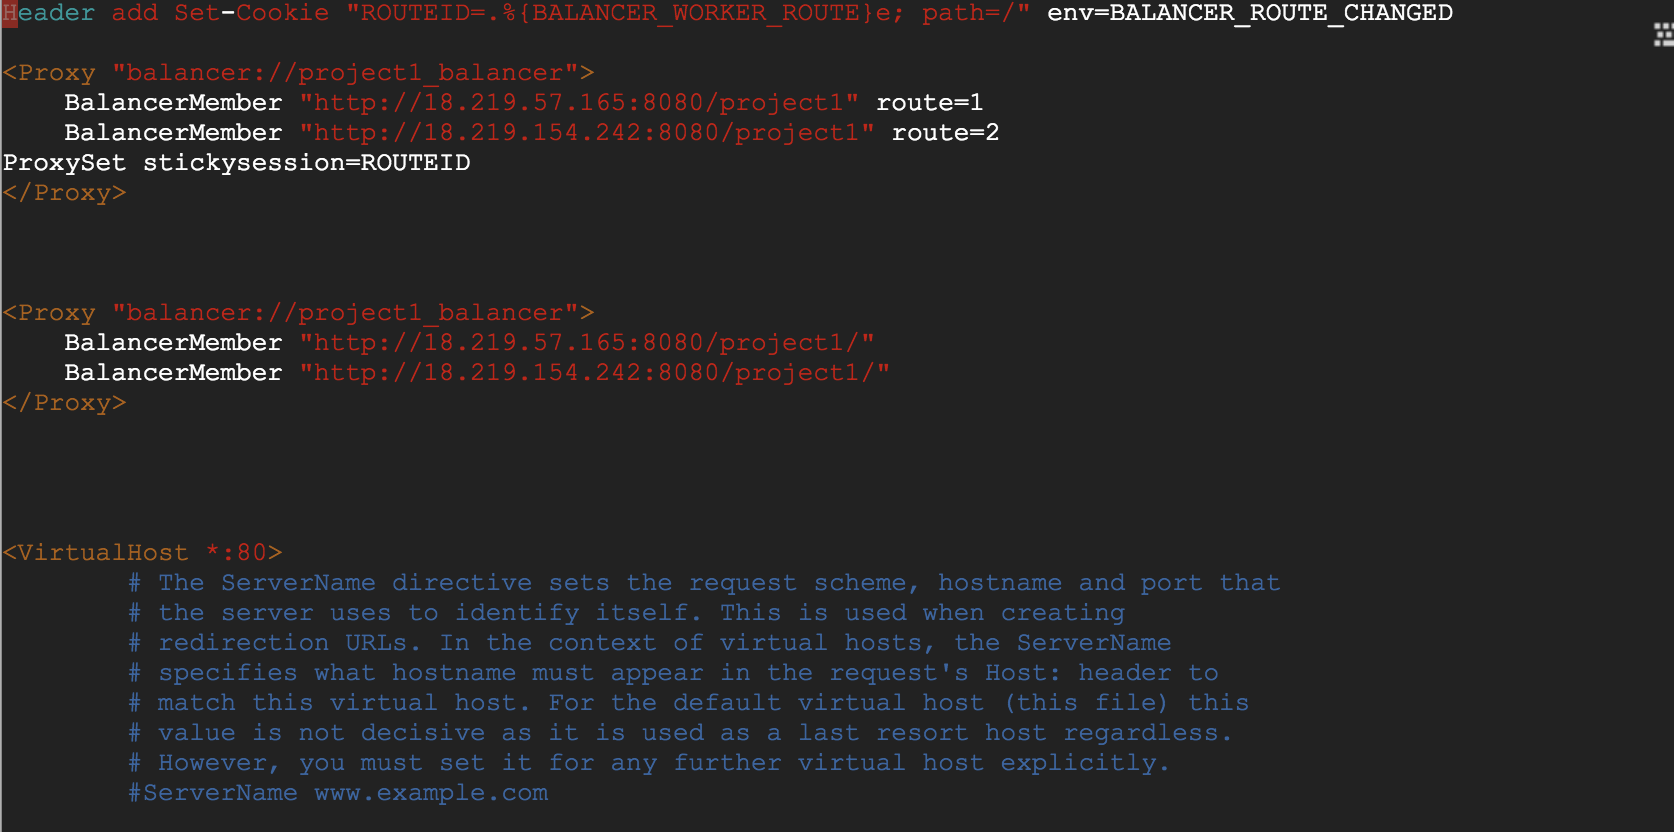 Header add Set-Cookie "ROUTEID=.%{BALANCER_WORKER_ROUTE}e; path=/" env=BALANCER_ROUTE_CHANGED
<Proxy "balancer://project1_balancer">
BalancerMember "http://18.219.57.165:8080/project1" route=1
BalancerMember "http://18.219.154.242:8080/project1" route=2
ProxySet stickysession=ROUTEID
</Proxy>
<Proxy "balancer://project1_balancer">
BalancerMember "http://18.219.57.165:8080/project1/"
BalancerMember "http://18.219.154.242:8080/project1/"
</Proxy>
<VirtualHost *:80>
# The ServerName directive sets the request scheme, hostname and port that
# the server uses to identify itself. This is used when creating
# redirection URLs. In the context of virtual hosts, the ServerName
# specifies what hostname must appear in the request's Host: header to
# match this virtual host. For the default virtual host (this file) this
# value is not decisive as it is used as a last resort host regardless.
# However, you must set it for any further virtual host explicitly.
#ServerName www.example.com